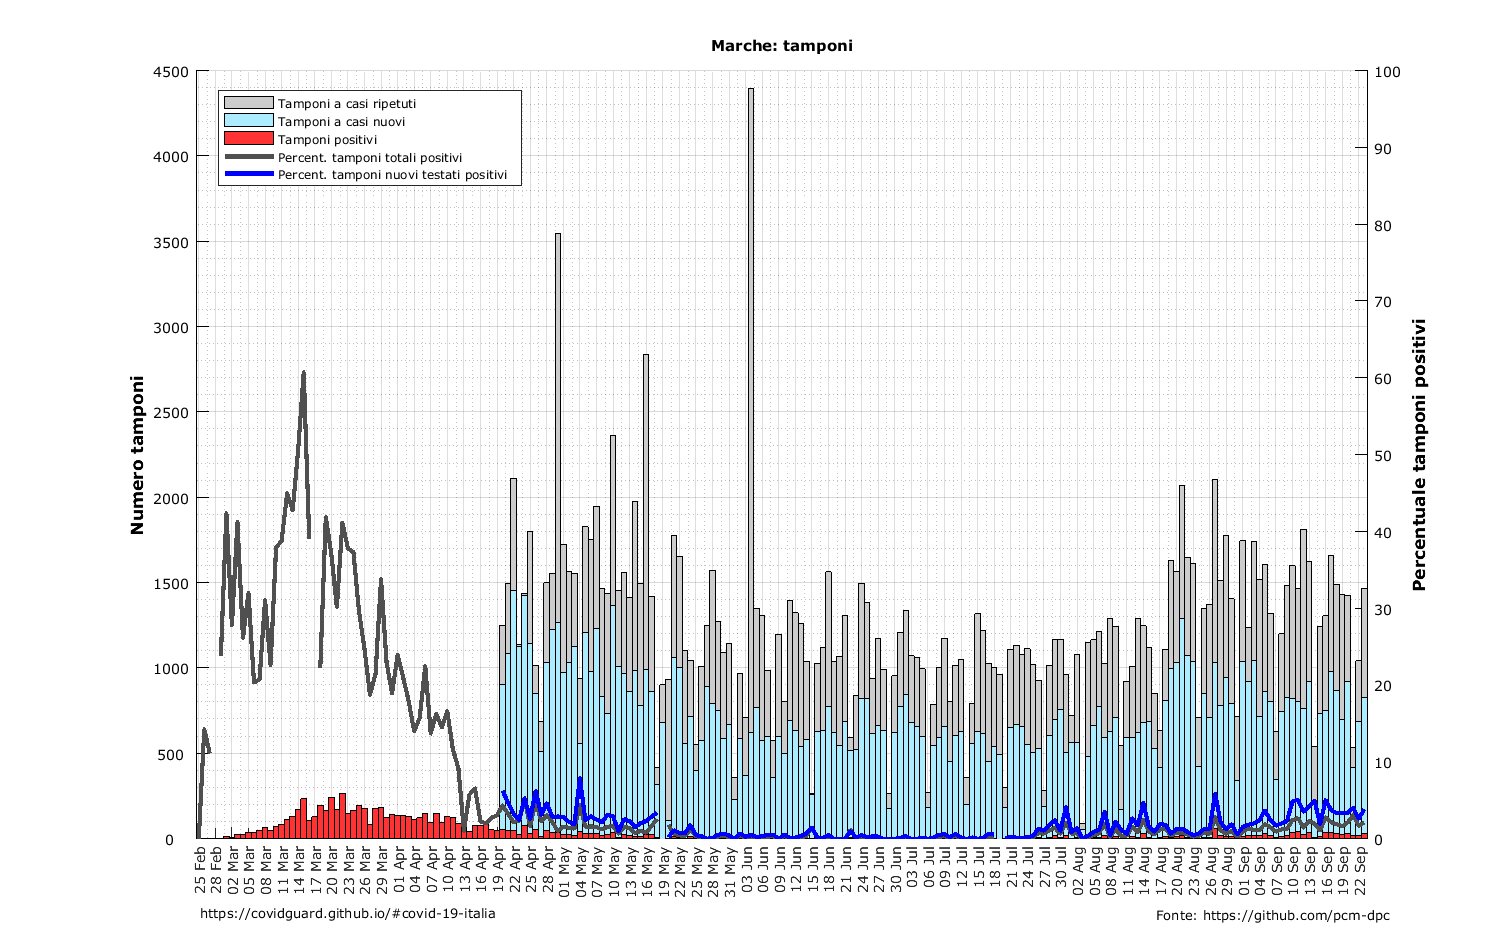 Marche: tamponi
Tamponi a casi ripetuti
Tamponi a casi nuovi
Tamponi positivi
Percent. tamponi totali positivi
Percent. tamponi nuovi testati positivi
Numero tamponi
4500
4000
3500
3000
2500
2000
1500
1000
500
0
Percentuale tamponi positivi
100
90
80
70
60
50
40
30
20
10
0
25 Feb
28 Feb
02 Mar
05 Mar
08 Mar
11 Mar
14 Mar
17 Mar
20 Mar
23 Mar
26 Mar
29 Mar
01 Apr
04 Apr
07 Apr
10 Apr
13 Apr
16 Apr
19 Apr
22 Apr
25 Apr
28 Apr
01 May
04 May
07 May
10 May
13 May
16 May
19 May
22 May
25 May
28 May
31 May
03 Jun
06 Jun
09 Jun
12 Jun
15 Jun
18 Jun
21 Jun
24 Jun
27 Jun
30 Jun
03 Jul
06 Jul
09 Jul
12 Jul
15 Jul
18 Jul
21 Jul
24 Jul
27 Jul
30 Jul
02 Aug
05 Aug
08 Aug
11 Aug
14 Aug
17 Aug
20 Aug
23 Aug
26 Aug
29 Aug
01 Sep
04 Sep
07 Sep
10 Sep
13 Sep
16 Sep
19 Sep
22 Sep
https://covidguard.github.io/#covid-19-italia
Fonte: https://github.com/pcm-dpc